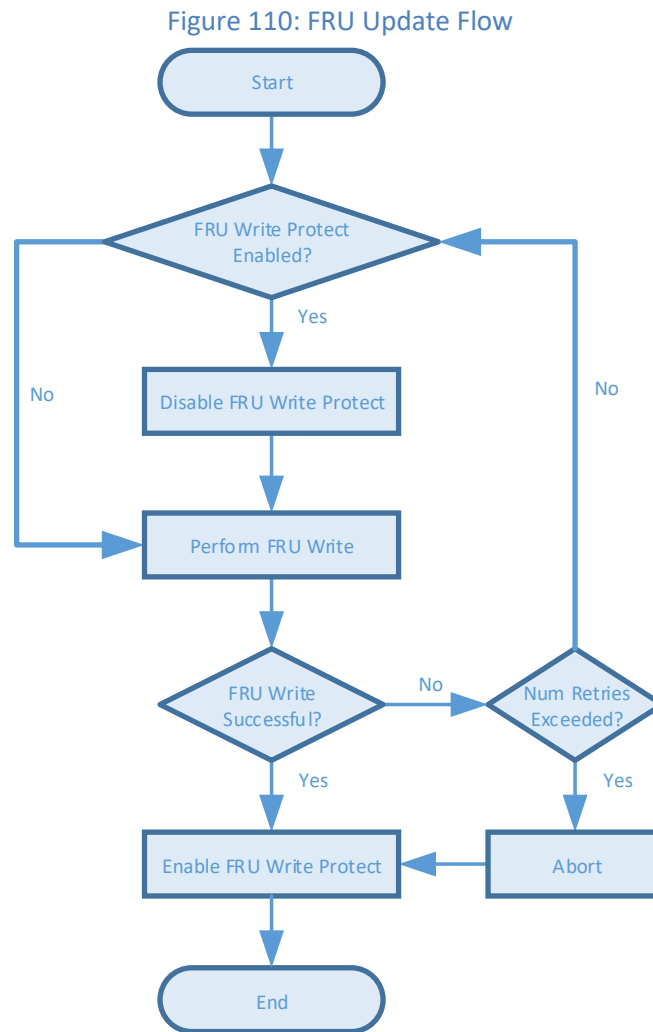 Figure 110: FRU Update Flow
Start
FRU Write Protect
Enabled?
Yes
No
No
Disable FRU Write Protect
Perform FRU Write
FRU Write
Successful?
No
Num Retries
Exceeded?
Yes
Yes
Enable FRU Write Protect
Abort
End